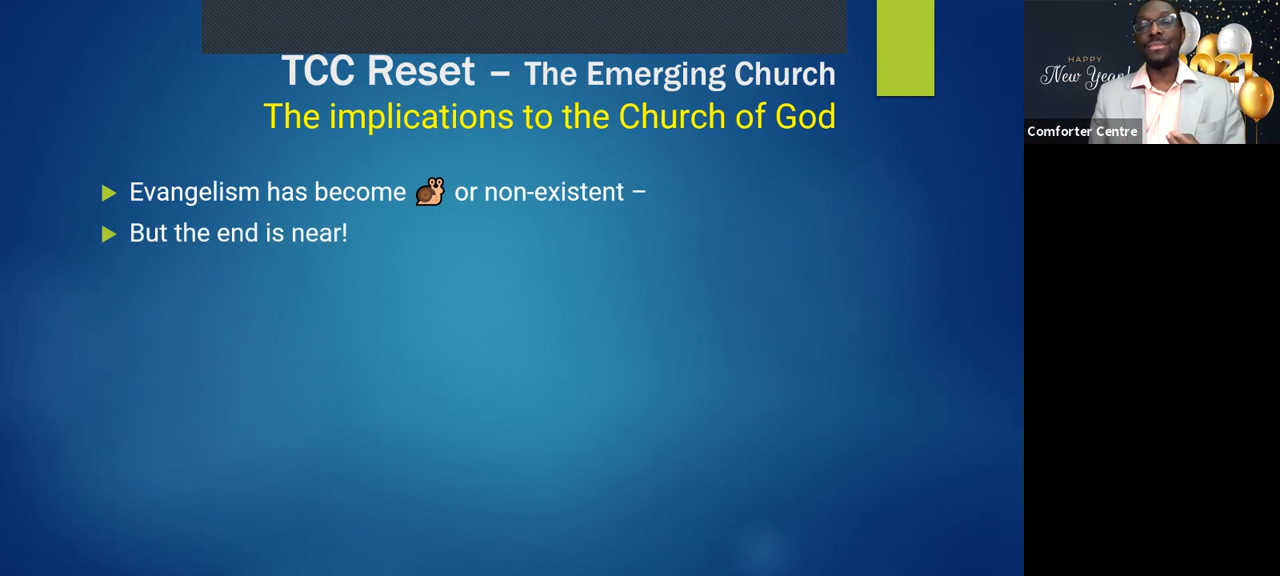 TCC Reset – The Emerging Church
The implications to the Church of God
Evangelism has become 🐌 or non-existent –
But the end is near!
HAPPY
New Year!
2021
Comforter Centre